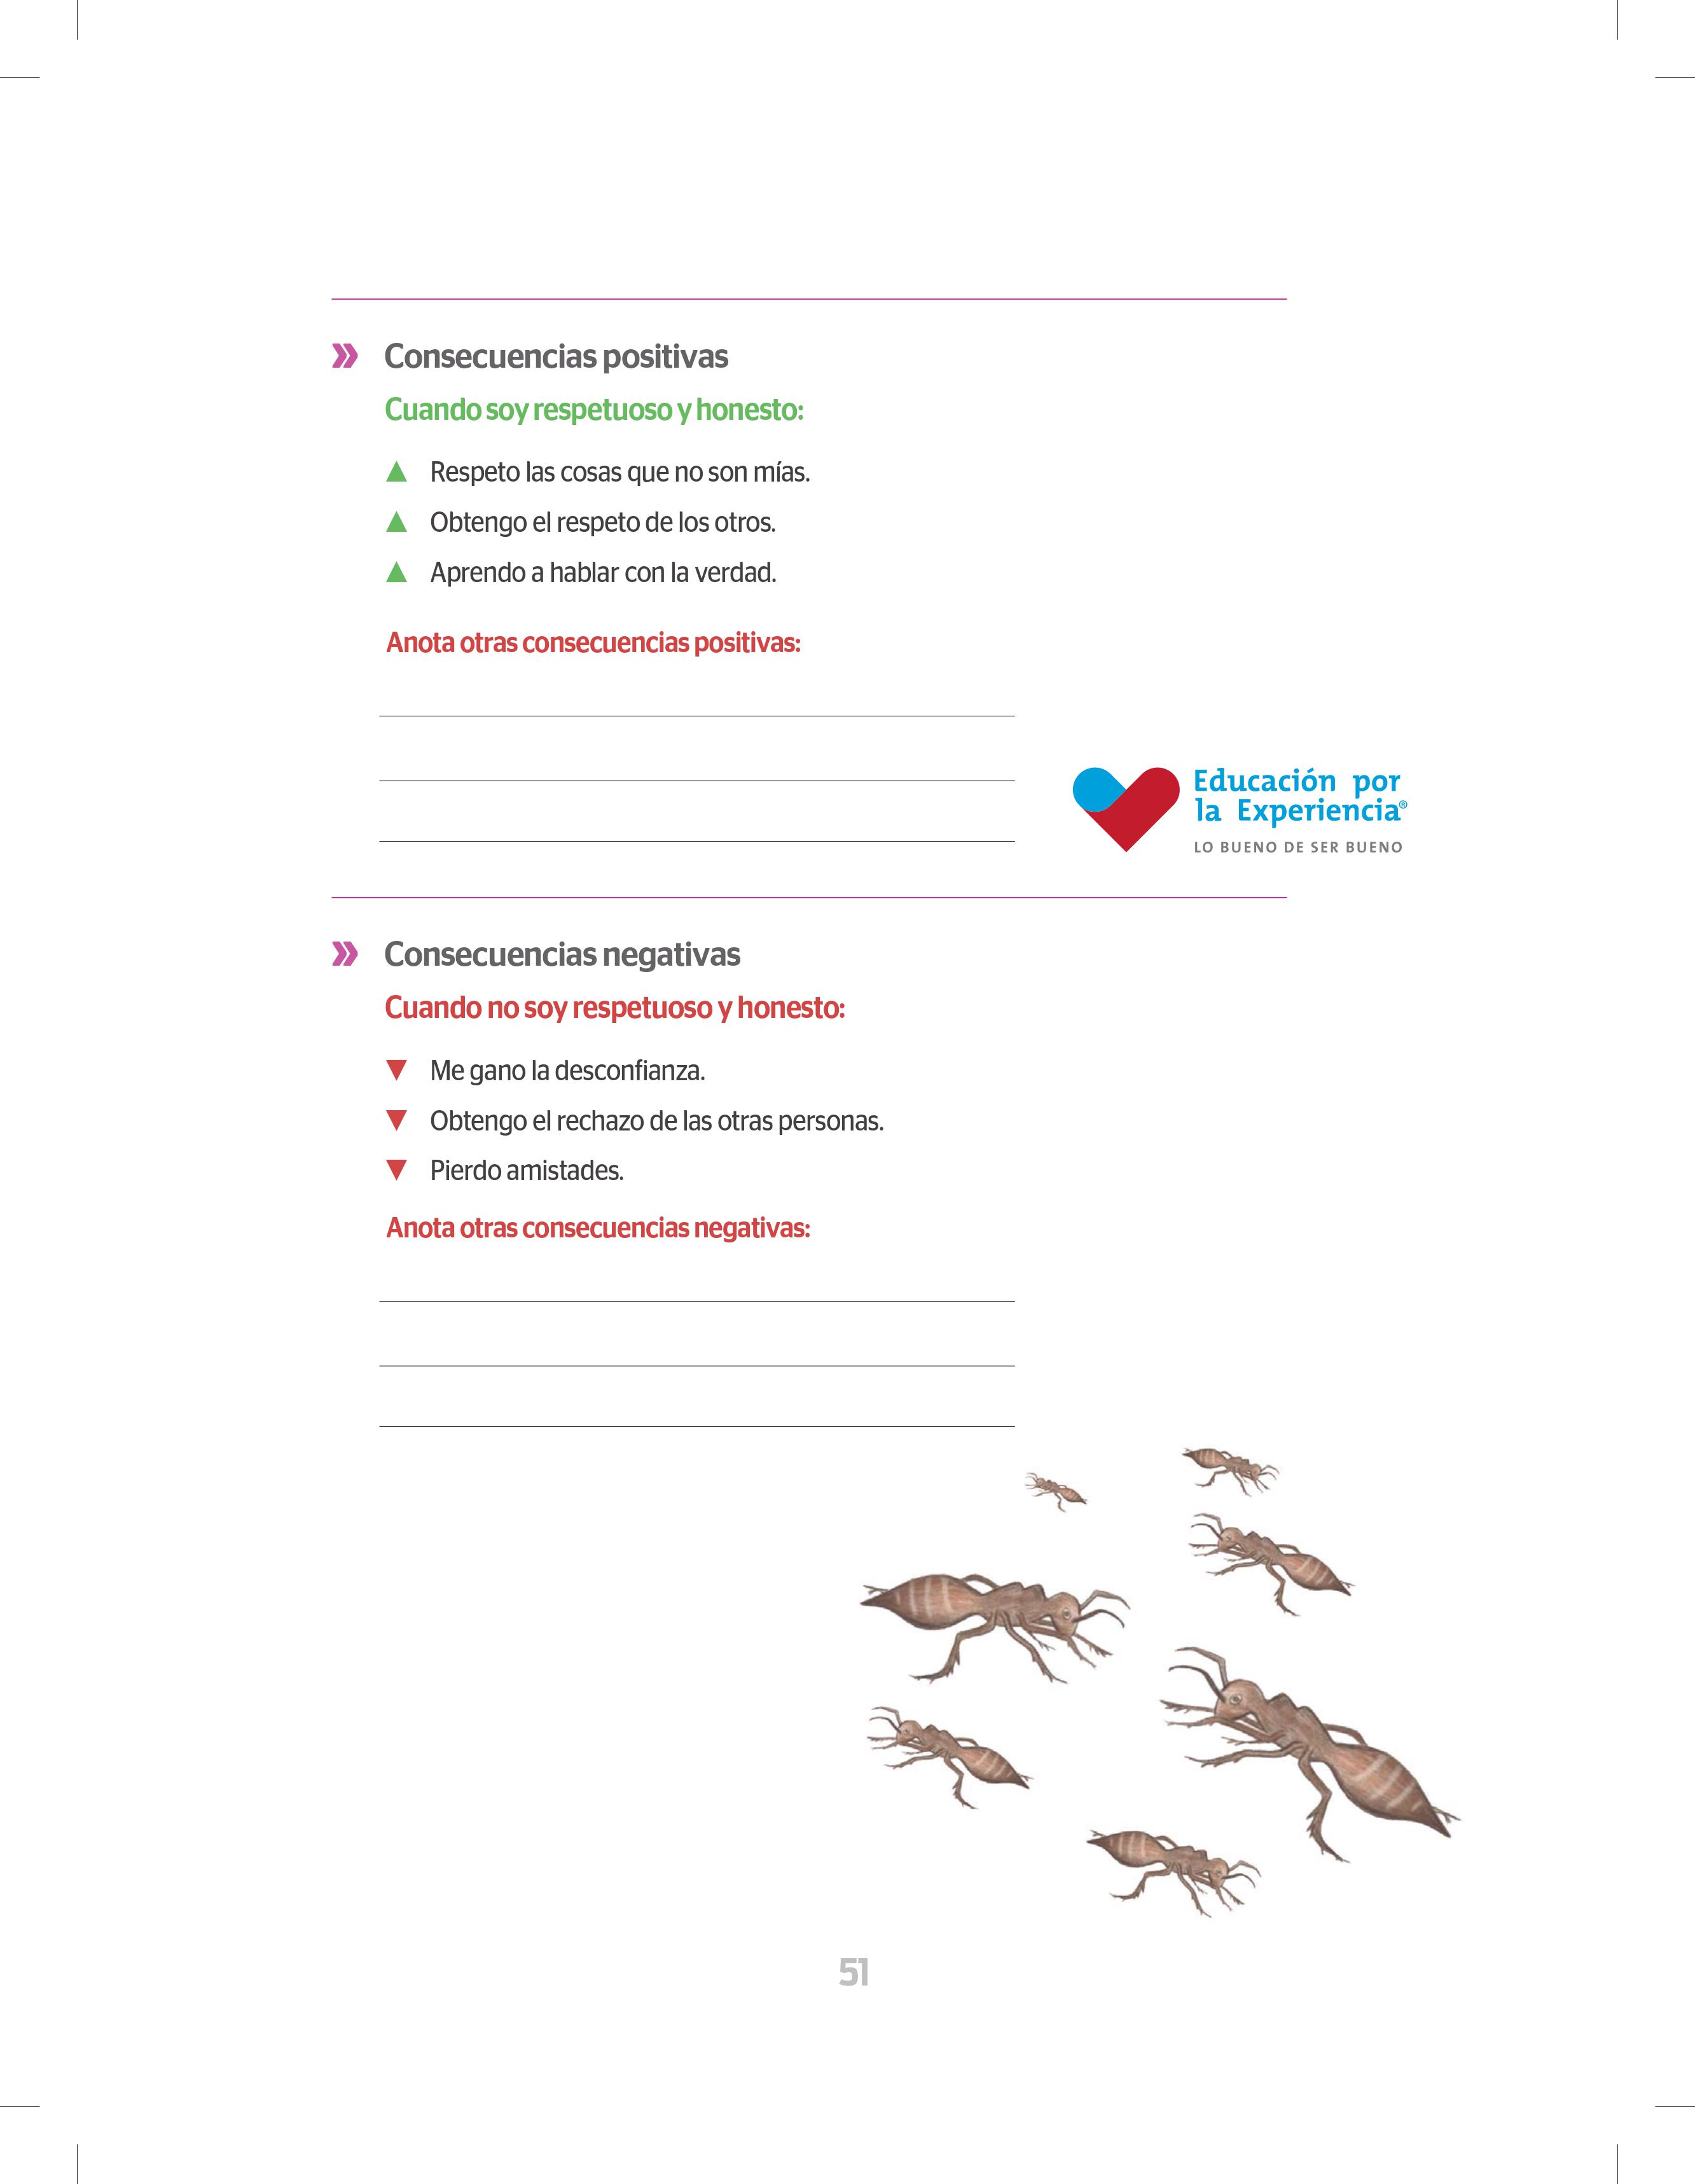 Consecuencias positivas
Cuando soy respetuoso y honesto:
Respeto las cosas que no son mías.
Obtengo el respeto de los otros.
Aprendo a hablar con la verdad.
Anota otras consecuencias positivas:
Educación por
la Experiencia®
LO BUENO DE SER BUENO
Consecuencias negativas
Cuando no soy respetuoso y honesto:
Me gano la desconfianza.
Obtengo el rechazo de las otras personas.
Pierdo amistades.
Anota otras consecuencias negativas:
51